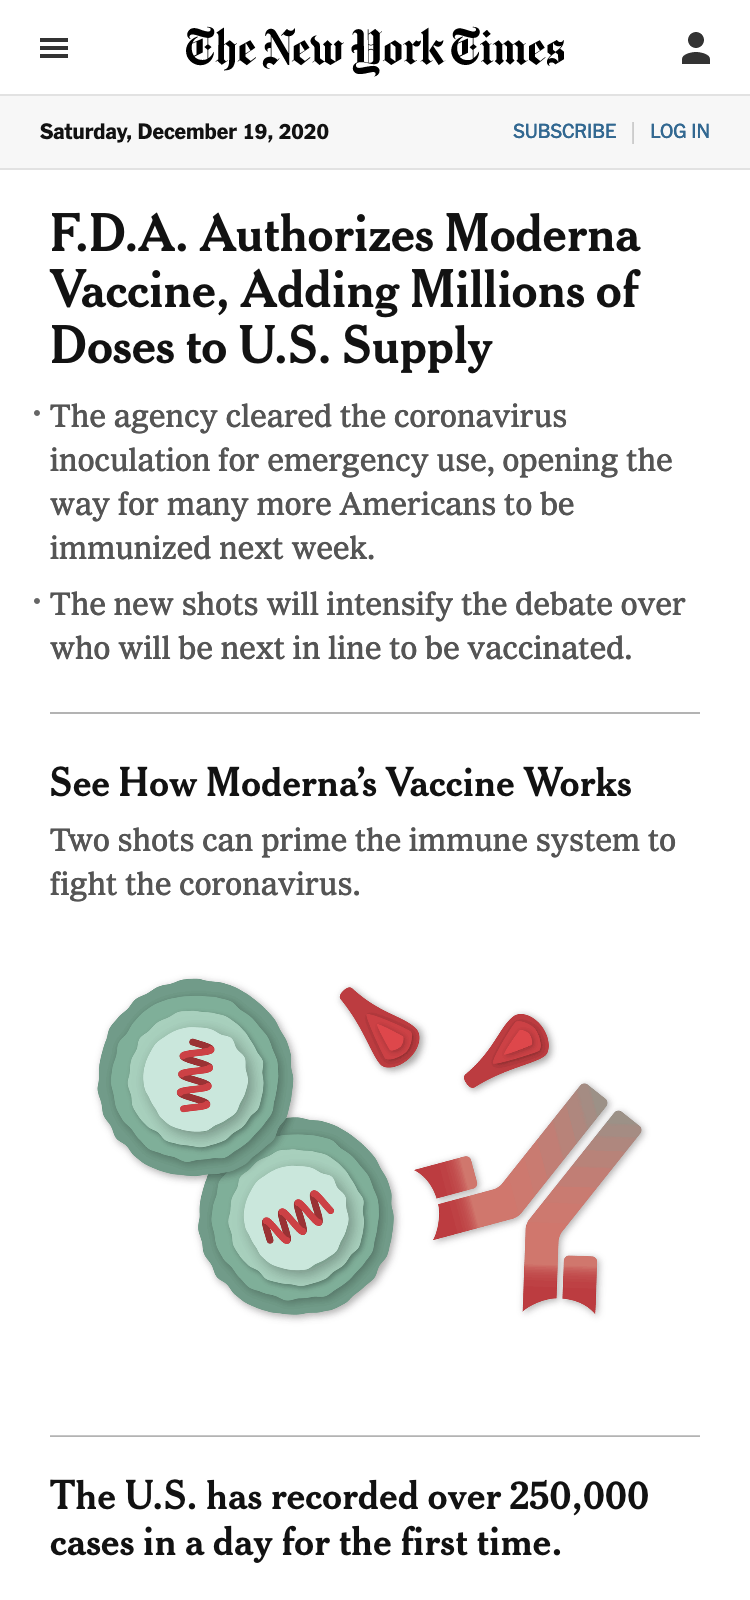 The New York Times
Saturday, December 19, 2020
SUBSCRIBE | LOG IN
F.D.A. Authorizes Moderna
Vaccine, Adding Millions of
Doses to U.S. Supply
• The agency cleared the coronavirus
inoculation for emergency use, opening the
way for many more Americans to be
immunized next week.
• The new shots will intensify the debate over
who will be next in line to be vaccinated.
See How Moderna’s Vaccine Works
Two shots can prime the immune system to
fight the coronavirus.
The U.S. has recorded over 250,000
cases in a day for the first time.